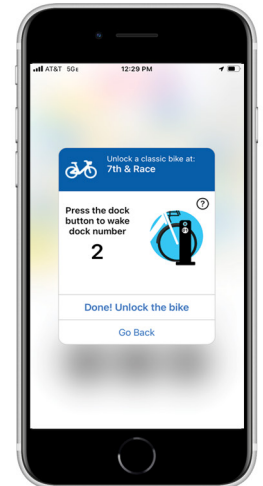 AT&T 5GE 12:29 PM
Unlock a classic bike at:
7th & Race
?
Press the dock
button to wake
dock number
2
Done! Unlock the bike
Go Back